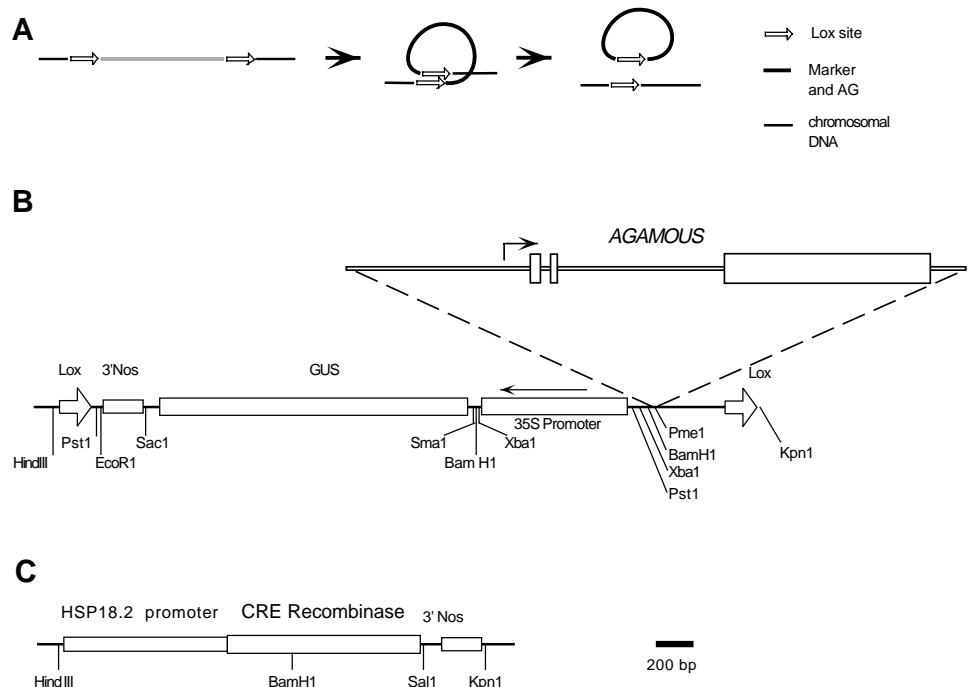 A
Lox site
Marker
and AG
chromosomal
DNA
B
AGAMOUS
Lox
3'Nos
GUS
Lox
35S Promoter
Pst1
Sac1
Sma1
Xba1
Pme1
HindIII
EcoR1
Bam H1
BamH1
Kpn1
Xba1
Pst1
C
HSP18.2 promoter
CRE Recombinase
3' Nos
Hind III
BamH1
Sal1
Kpn1
200 bp